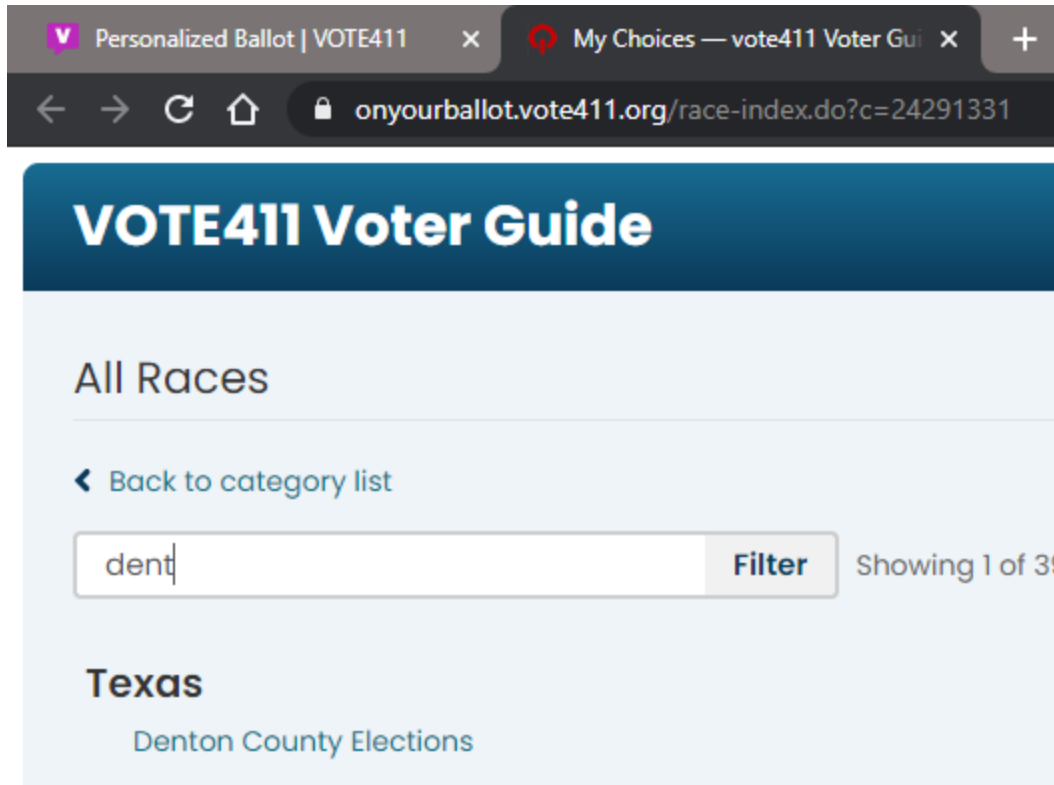 Personalized Ballot | VOTE411
My Choices — vote411 Voter Gui
onyourballot.vote411.org/race-index.do?c=24291331
VOTE411 Voter Guide
All Races
Back to category list
dent
Filter
Showing 1 of 39
Texas
Denton County Elections